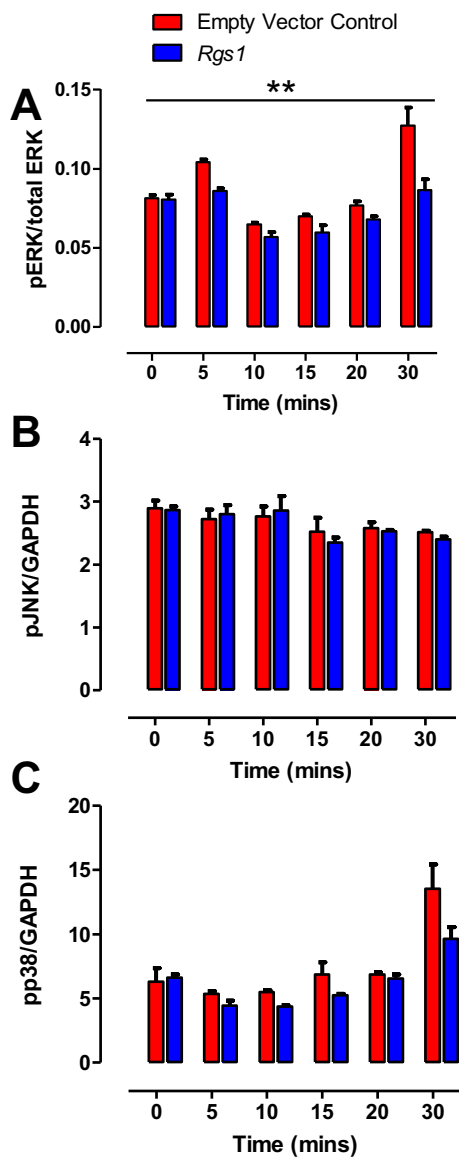 Empty Vector Control
Rgs1
A
**
pERK/total ERK
0.15
0.10
0.05
0.00
0 5 10 15 20 30
Time (mins)
B
pJNK/GAPDH
4
3
2
1
0
0 5 10 15 20 30
Time (mins)
C
pp38/GAPDH
20
15
10
5
0
0 5 10 15 20 30
Time (mins)